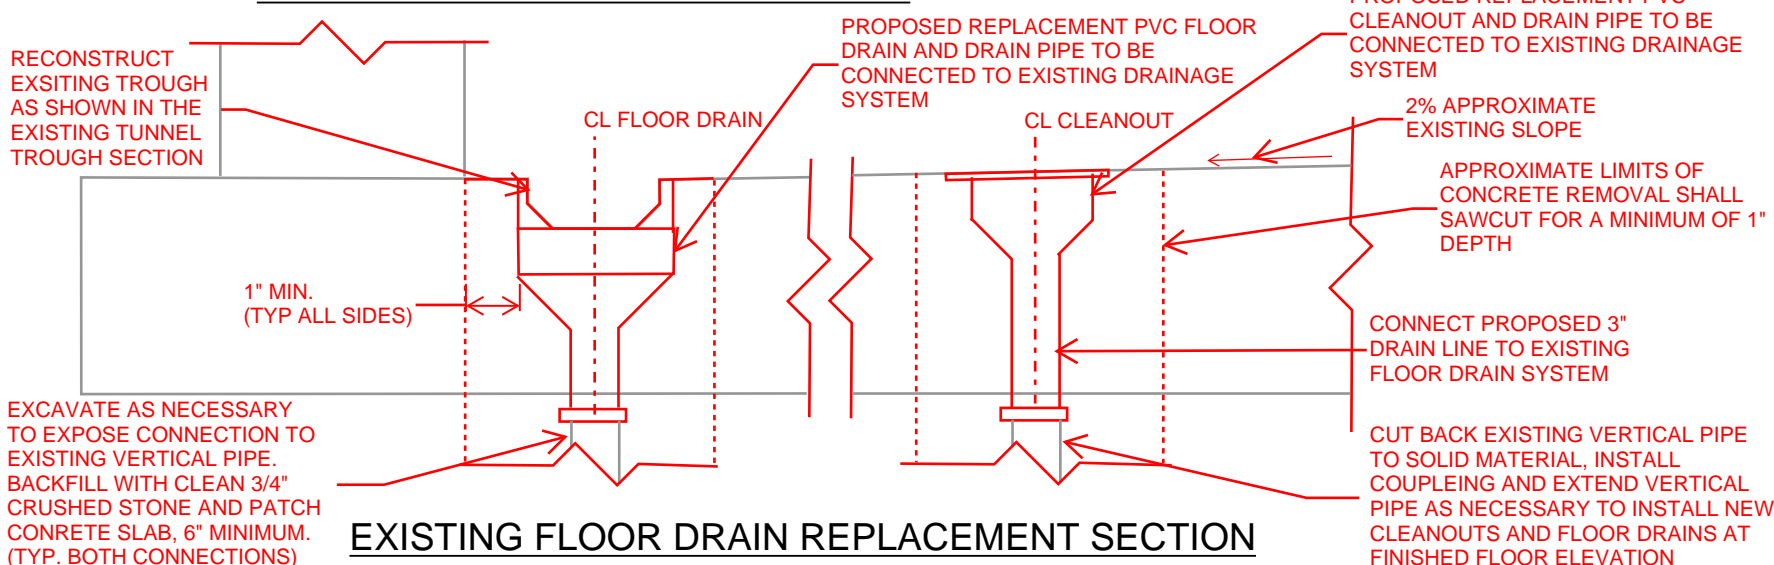 RECONSTRUCT
EXSITING TROUGH
AS SHOWN IN THE
EXISTING TUNNEL
TROUGH SECTION
PROPOSED REPLACEMENT PVC FLOOR
DRAIN AND DRAIN PIPE TO BE
CONNECTED TO EXISTING DRAINAGE
SYSTEM
PROPOSED REPLACEMENT PVC
CLEANOUT AND DRAIN PIPE TO BE
CONNECTED TO EXISTING DRAINAGE
SYSTEM
CL FLOOR DRAIN
CL CLEANOUT
2% APPROXIMATE
EXISTING SLOPE
APPROXIMATE LIMITS OF
CONCRETE REMOVAL SHALL
SAWCUT FOR A MINIMUM OF 1"
DEPTH
1" MIN.
(TYP ALL SIDES)
CONNECT PROPOSED 3"
DRAIN LINE TO EXISTING
FLOOR DRAIN SYSTEM
EXCAVATE AS NECESSARY
TO EXPOSE CONNECTION TO
EXISTING VERTICAL PIPE.
BACKFILL WITH CLEAN 3/4"
CRUSHED STONE AND PATCH
CONRETE SLAB, 6" MINIMUM.
(TYP. BOTH CONNECTIONS)
CUT BACK EXISTING VERTICAL PIPE
TO SOLID MATERIAL, INSTALL
COUPLEING AND EXTEND VERTICAL
PIPE AS NECESSARY TO INSTALL NEW
CLEANOUTS AND FLOOR DRAINS AT
FINISHED FLOOR ELEVATION
EXISTING FLOOR DRAIN REPLACEMENT SECTION